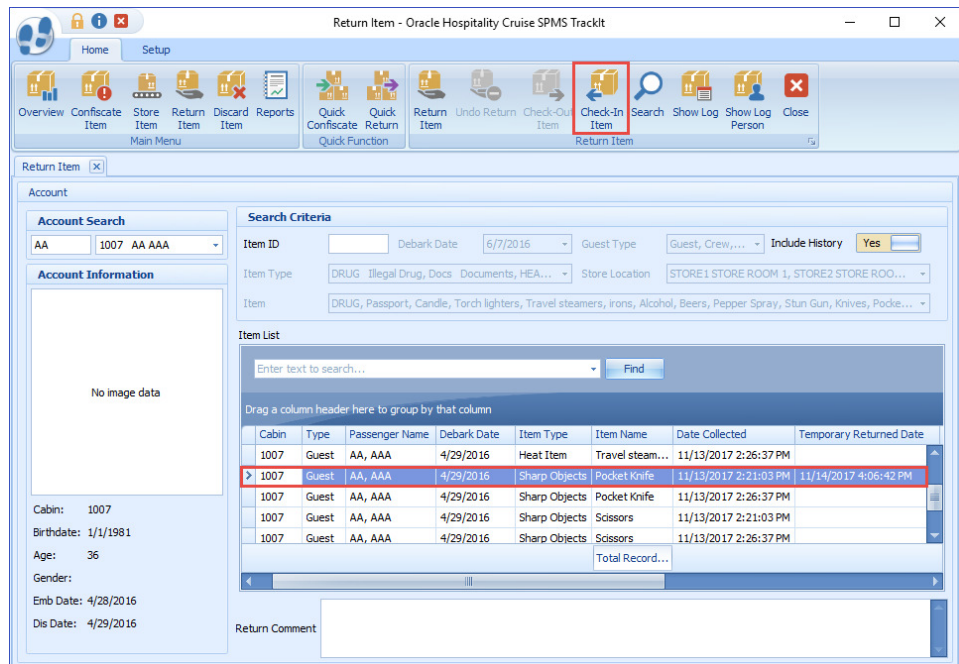 Return Item - Oracle Hospitality Cruise SPMS TrackIt
Home Setup
Overview Confiscate Item Store Item Return Item Discard Item Reports Quick Confiscate Quick Return Return Item Undo Return Check-Out Item Check-In Item Search Show Log Show Log Person Close
Main Menu Quick Function Return Item
Return Item
Account
Account Search
AA 1007 AA AAA
Account Information
No image data
Cabin: 1007
Birthdate: 1/1/1981
Age: 36
Gender:
Emb Date: 4/28/2016
Dis Date: 4/29/2016
Search Criteria
Item ID Debark Date 6/7/2016 Guest Type Guest, Crew,... Include History Yes
Item Type DRUG Illegal Drug, Docs Documents, HEA... Store Location STORE1 STORE ROOM 1, STORE2 STORE ROO...
Item DRUG, Passport, Candle, Torch lighters, Travel steamers, irons, Alcohol, Beers, Pepper Spray, Stun Gun, Knives, Pocke...
Item List
Enter text to search... Find
Drag a column header here to group by that column
Cabin Type Passenger Name Debark Date Item Type Item Name Date Collected Temporary Returned Date
1007 Guest AA, AAA 4/29/2016 Heat Item Travel steam... 11/13/2017 2:26:37 PM
1007 Guest AA, AAA 4/29/2016 Sharp Objects Pocket Knife 11/13/2017 2:21:03 PM 11/14/2017 4:06:42 PM
1007 Guest AA, AAA 4/29/2016 Sharp Objects Pocket Knife 11/13/2017 2:26:37 PM
1007 Guest AA, AAA 4/29/2016 Sharp Objects Scissors 11/13/2017 2:21:03 PM
1007 Guest AA, AAA 4/29/2016 Sharp Objects Scissors 11/13/2017 2:26:37 PM
Total Record...
Return Comment